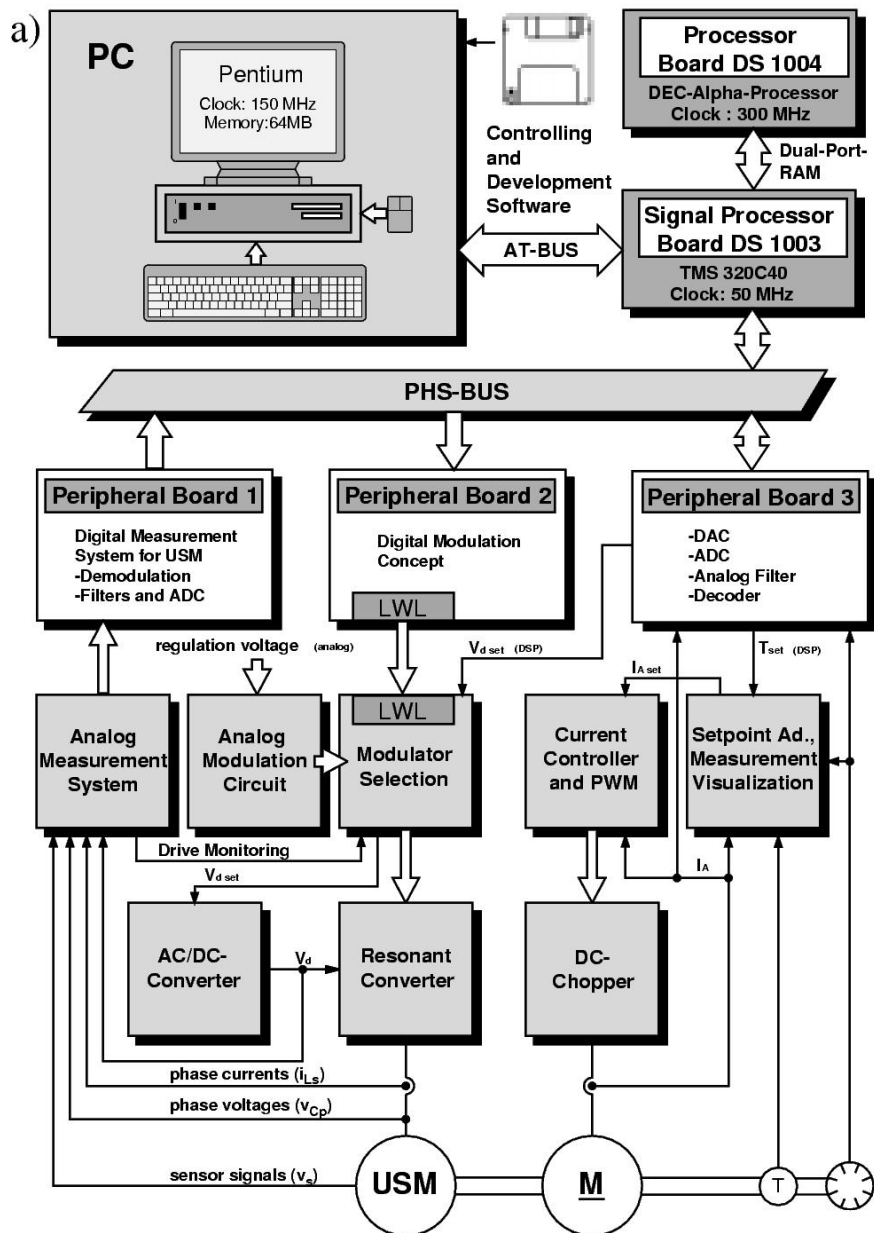 a)
PC
Pentium
Clock: 150 MHz
Memory:64MB
Controlling
and
Development
Software
Processor
Board DS 1004
DEC-Alpha-Processor
Clock : 300 MHz
Dual-Port-
RAM
Signal Processor
Board DS 1003
TMS 320C40
Clock: 50 MHz
AT-BUS
PHS-BUS
Peripheral Board 1
Digital Measurement
System for USM
-Demodulation
-Filters and ADC
Peripheral Board 2
Digital Modulation
Concept
LWL
Peripheral Board 3
-DAC
-ADC
-Analog Filter
-Decoder
regulation voltage (analog)
Vd set (DSP)
Tset (DSP)
IA set
Analog
Measurement
System
Analog
Modulation
Circuit
LWL
Modulator
Selection
Current
Controller
and PWM
Setpoint Ad.,
Measurement
Visualization
Drive Monitoring
Vd set
IA
AC/DC-
Converter
Vd
Resonant
Converter
DC-
Chopper
phase currents (iLs)
phase voltages (vCp)
sensor signals (vs)
USM
M
T